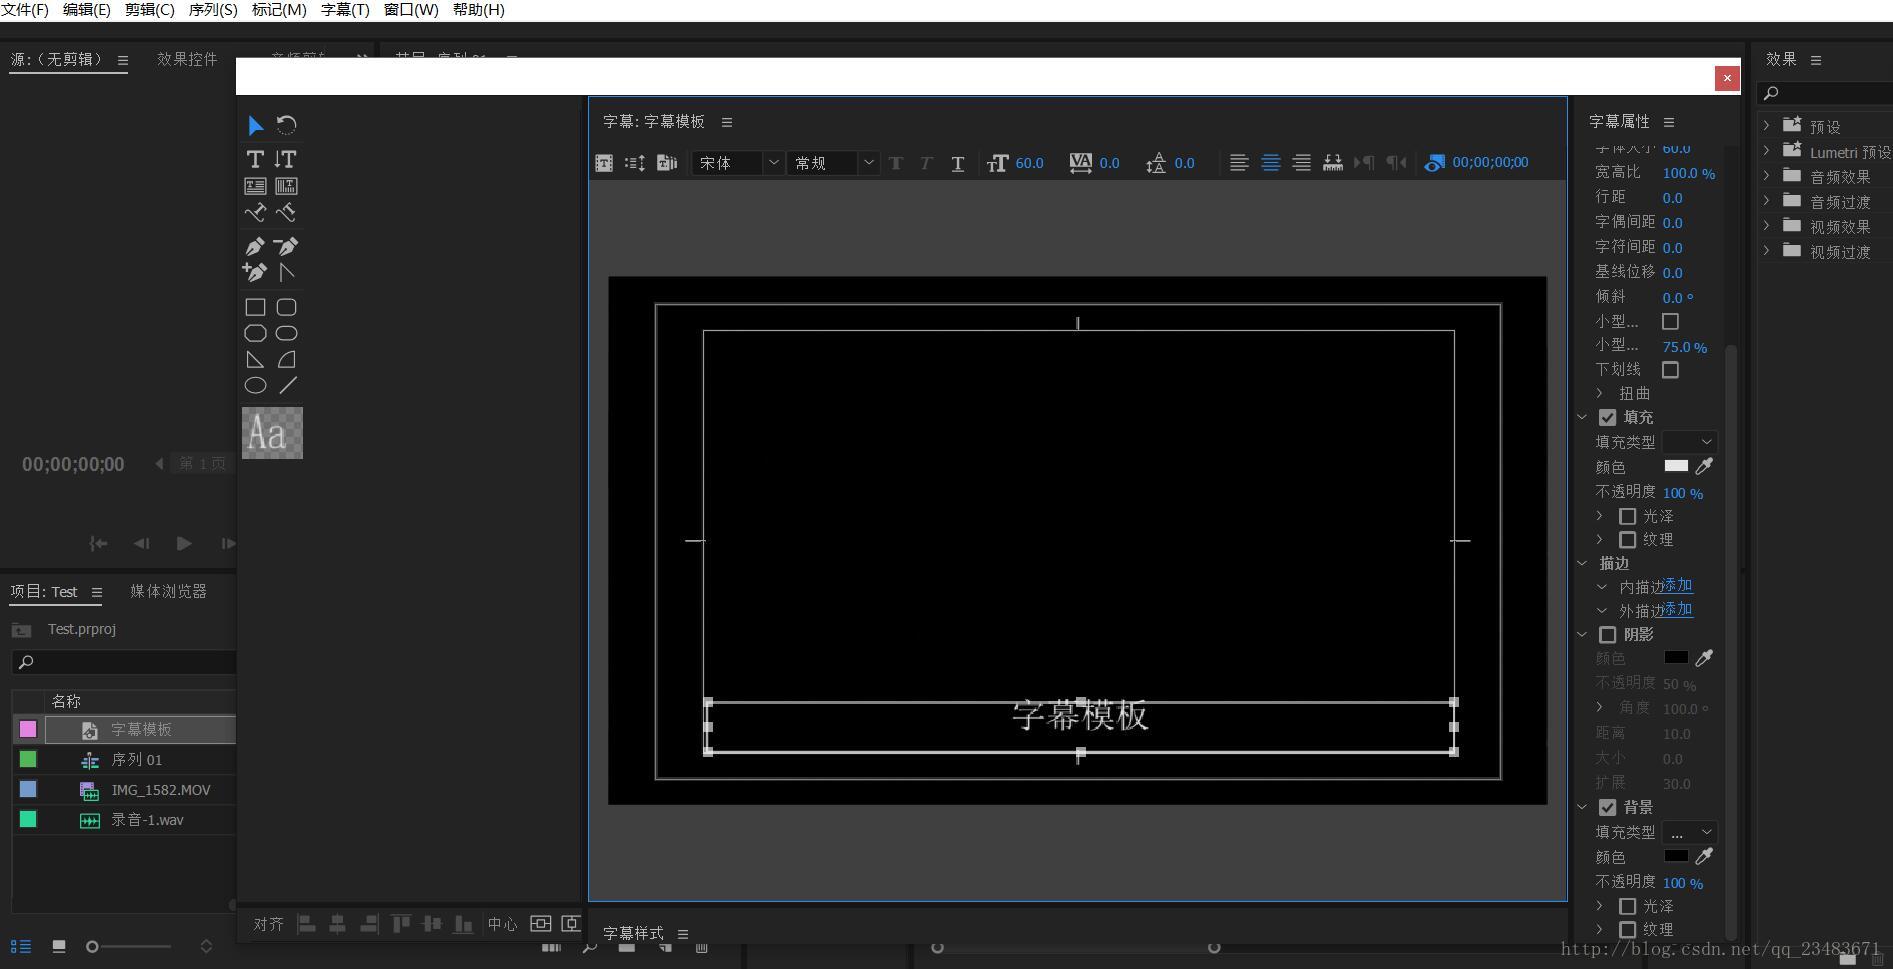 文件(F) 编辑(E) 剪辑(C) 序列(S) 标记(M) 字幕(T) 窗口(W) 帮助(H)
源:（无剪辑）
效果控件
效果
字幕: 字幕模板
宋体
常规
60.0
0.0
0.0
00;00;00;00
Aa
字幕模板
00;00;00;00
第 1 页
项目: Test
媒体浏览器
Test.prproj
名称
字幕模板
序列 01
IMG_1582.MOV
录音-1.wav
对齐
中心
字幕样式
字幕属性
字体大小 60.0
宽高比 100.0 %
行距 0.0
字偶间距 0.0
字符间距 0.0
基线位移 0.0
倾斜 0.0 °
小型...
小型... 75.0 %
下划线
扭曲
填充
填充类型
颜色
不透明度 100 %
光泽
纹理
描边
内描边 添加
外描边 添加
阴影
颜色
不透明度 50 %
角度 100.0 °
距离 10.0
大小 0.0
扩展 30.0
背景
填充类型 ...
颜色
不透明度 100 %
光泽
纹理
预设
Lumetri 预设
音频效果
音频过渡
视频效果
视频过渡
http://blog.csdn.net/qq_23483671